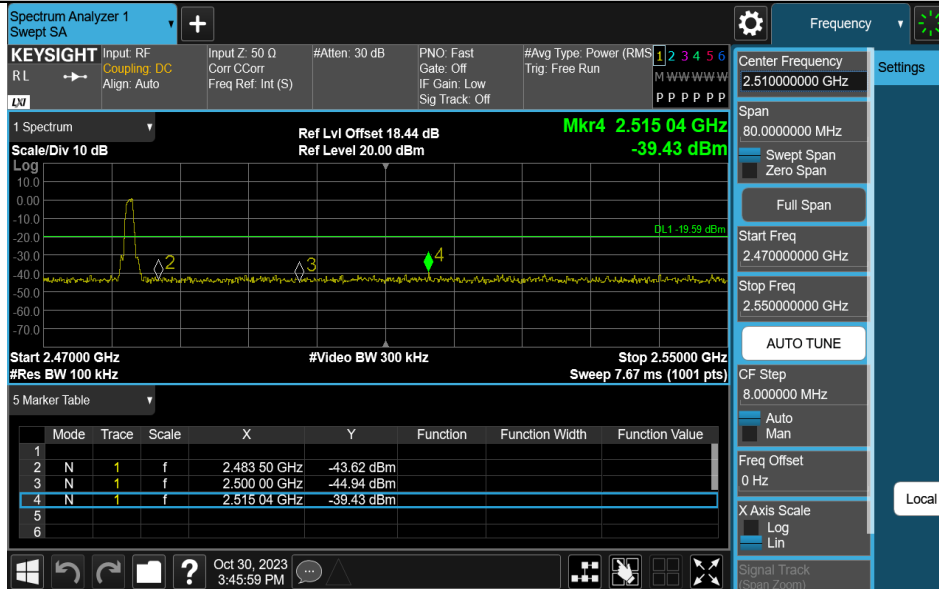 Spectrum Analyzer 1
Swept SA
+
Frequency
KEYSIGHT
RL
LXI
Input: RF
Coupling: DC
Align: Auto
Input Z: 50 Ω
Corr CCorr
Freq Ref: Int (S)
#Atten: 30 dB
PNO: Fast
Gate: Off
IF Gain: Low
Sig Track: Off
#Avg Type: Power (RMS
Trig: Free Run
1 2 3 4 5 6
M W W W W W
P P P P P P
1 Spectrum
Scale/Div 10 dB
Ref Lvl Offset 18.44 dB
Ref Level 20.00 dBm
Mkr4 2.515 04 GHz
-39.43 dBm
Log
10.0
0.00
-10.0
-20.0
-30.0
-40.0
-50.0
-60.0
-70.0
DL1 -19.59 dBm
2
3
4
Start 2.47000 GHz
#Video BW 300 kHz
Stop 2.55000 GHz
#Res BW 100 kHz
Sweep 7.67 ms (1001 pts)
5 Marker Table
Mode Trace Scale X Y Function Function Width Function Value
1
2 N 1 f 2.483 50 GHz -43.62 dBm
3 N 1 f 2.500 00 GHz -44.94 dBm
4 N 1 f 2.515 04 GHz -39.43 dBm
5
6
?
Oct 30, 2023
3:45:59 PM
Center Frequency
2.510000000 GHz
Span
80.0000000 MHz
Swept Span
Zero Span
Full Span
Start Freq
2.470000000 GHz
Stop Freq
2.550000000 GHz
AUTO TUNE
CF Step
8.000000 MHz
Auto
Man
Freq Offset
0 Hz
X Axis Scale
Log
Lin
Signal Track
(Span Zoom)
Settings
Local